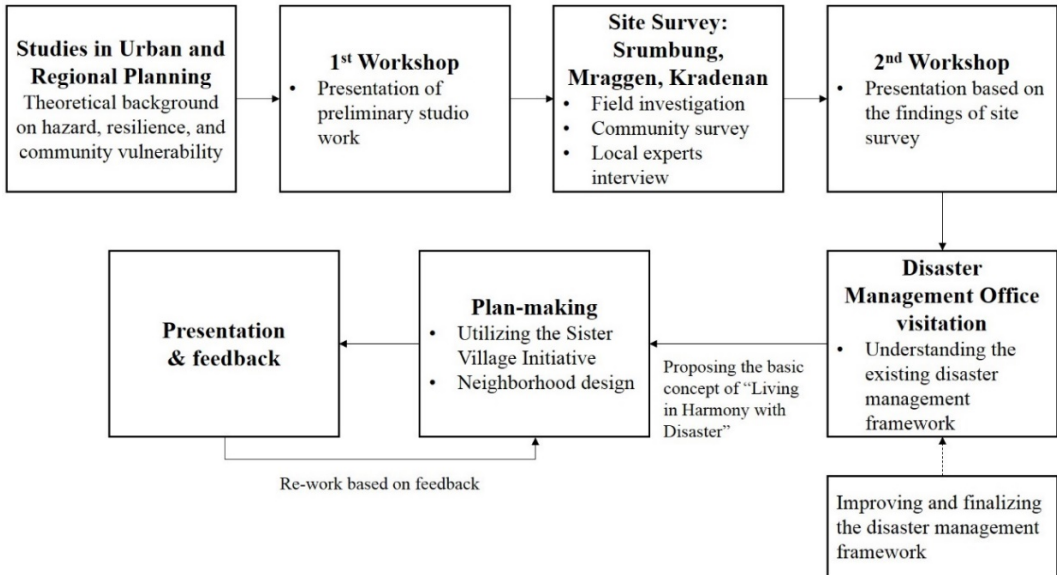 Studies in Urban and
Regional Planning
Theoretical background
on hazard, resilience, and
community vulnerability
1st Workshop
• Presentation of
preliminary studio
work
Site Survey:
Srumbung,
Mraggen, Kradenan
• Field investigation
• Community survey
• Local experts
interview
2nd Workshop
• Presentation based on
the findings of site
survey
Disaster
Management Office
visitation
• Understanding the
existing disaster
management
framework
Proposing the basic
concept of “Living
in Harmony with
Disaster”
Plan-making
• Utilizing the Sister
Village Initiative
• Neighborhood design
Presentation
& feedback
Re-work based on feedback
Improving and finalizing
the disaster management
framework